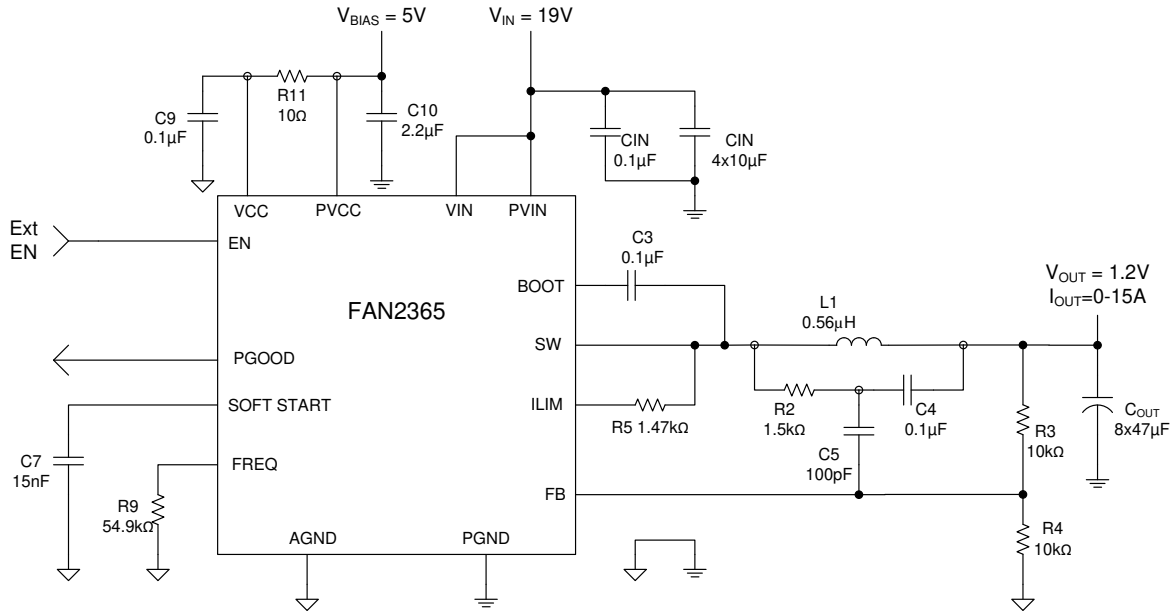 V_BIAS = 5V
V_IN = 19V
C9
0.1µF
R11
10Ω
C10
2.2µF
CIN
0.1µF
CIN
4x10µF
VCC
PVCC
VIN
PVIN
Ext
EN
EN
C3
0.1µF
BOOT
FAN2365
V_OUT = 1.2V
I_OUT=0-15A
L1
0.56µH
SW
PGOOD
SOFT START
ILIM
R5 1.47kΩ
R2
1.5kΩ
C4
0.1µF
C_OUT
8x47µF
R3
10kΩ
C5
100pF
C7
15nF
FREQ
R9
54.9kΩ
FB
AGND
PGND
R4
10kΩ